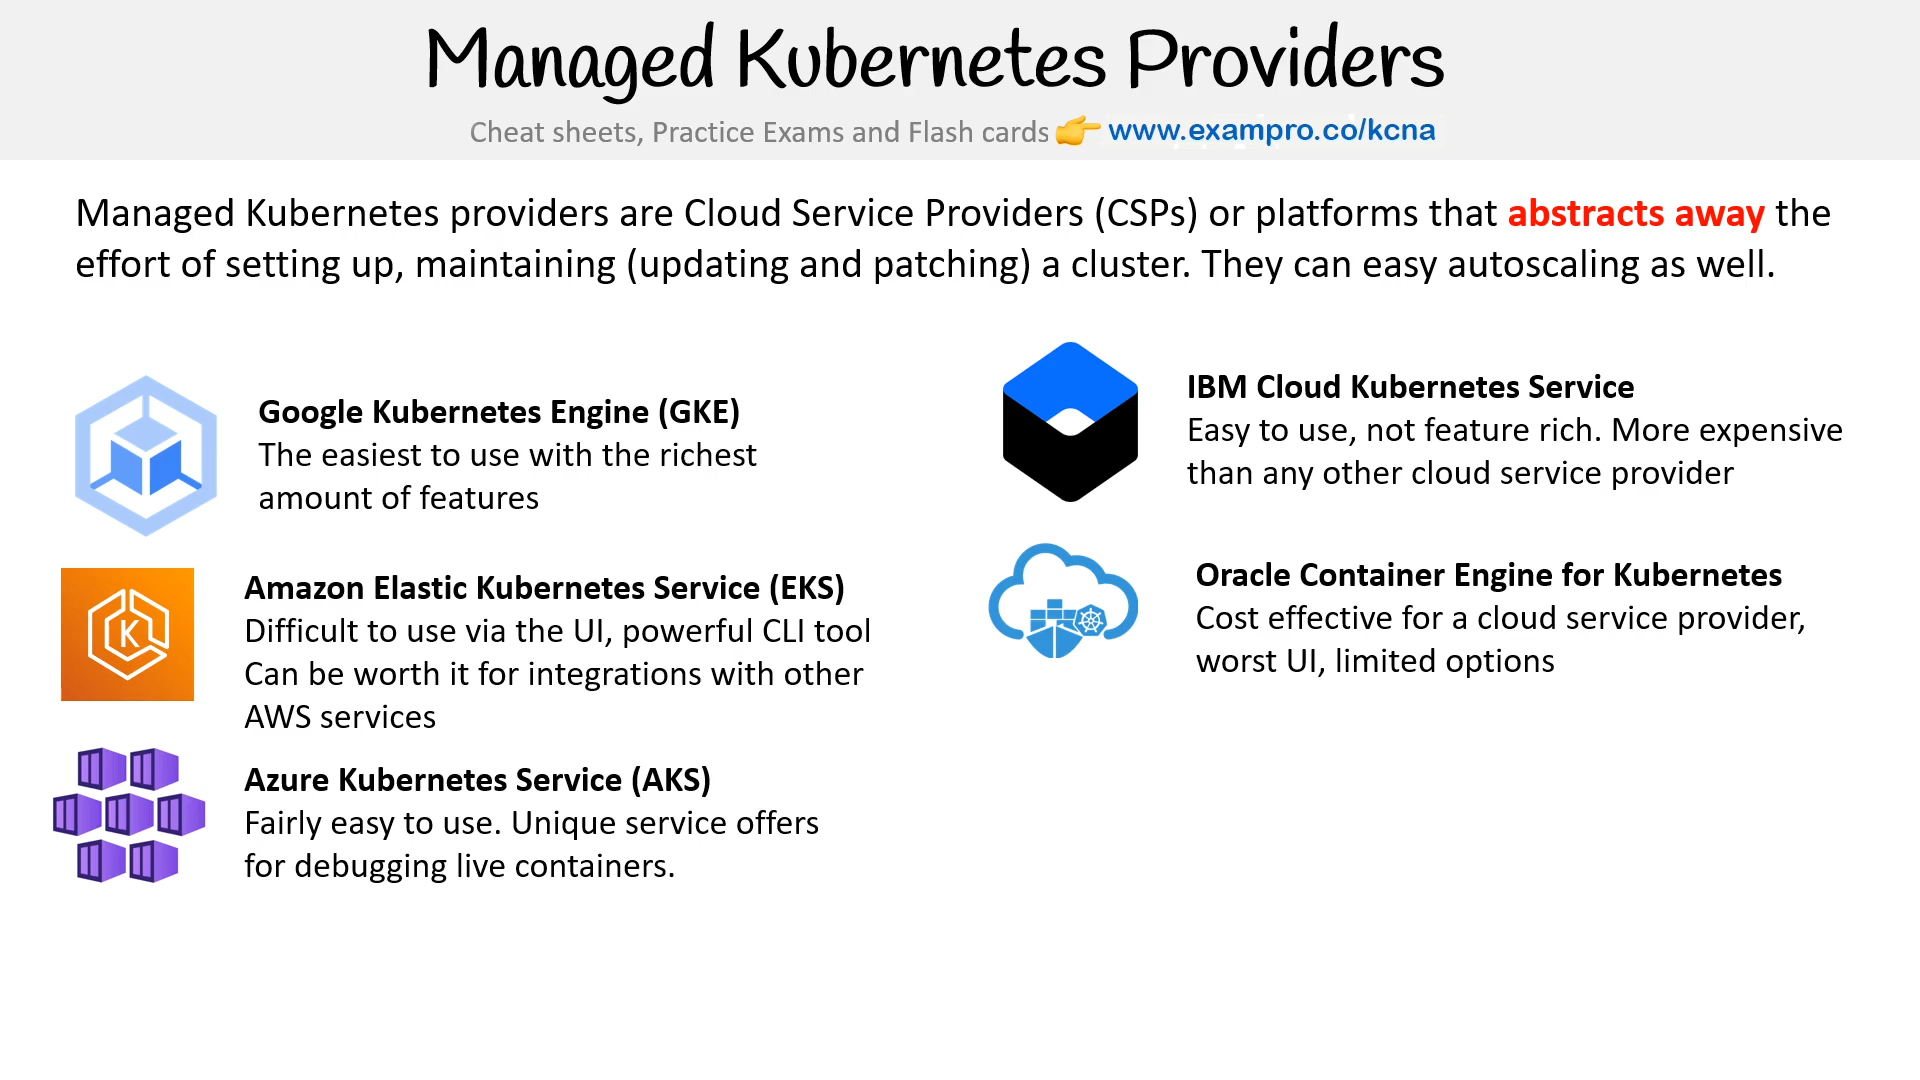 Managed Kubernetes Providers
Cheat sheets, Practice Exams and Flash cards 👉 www.exampro.co/kcna
Managed Kubernetes providers are Cloud Service Providers (CSPs) or platforms that abstracts away the
effort of setting up, maintaining (updating and patching) a cluster. They can easy autoscaling as well.
Google Kubernetes Engine (GKE)
The easiest to use with the richest
amount of features
K
Amazon Elastic Kubernetes Service (EKS)
Difficult to use via the UI, powerful CLI tool
Can be worth it for integrations with other
AWS services
Azure Kubernetes Service (AKS)
Fairly easy to use. Unique service offers
for debugging live containers.
IBM Cloud Kubernetes Service
Easy to use, not feature rich. More expensive
than any other cloud service provider
Oracle Container Engine for Kubernetes
Cost effective for a cloud service provider,
worst UI, limited options